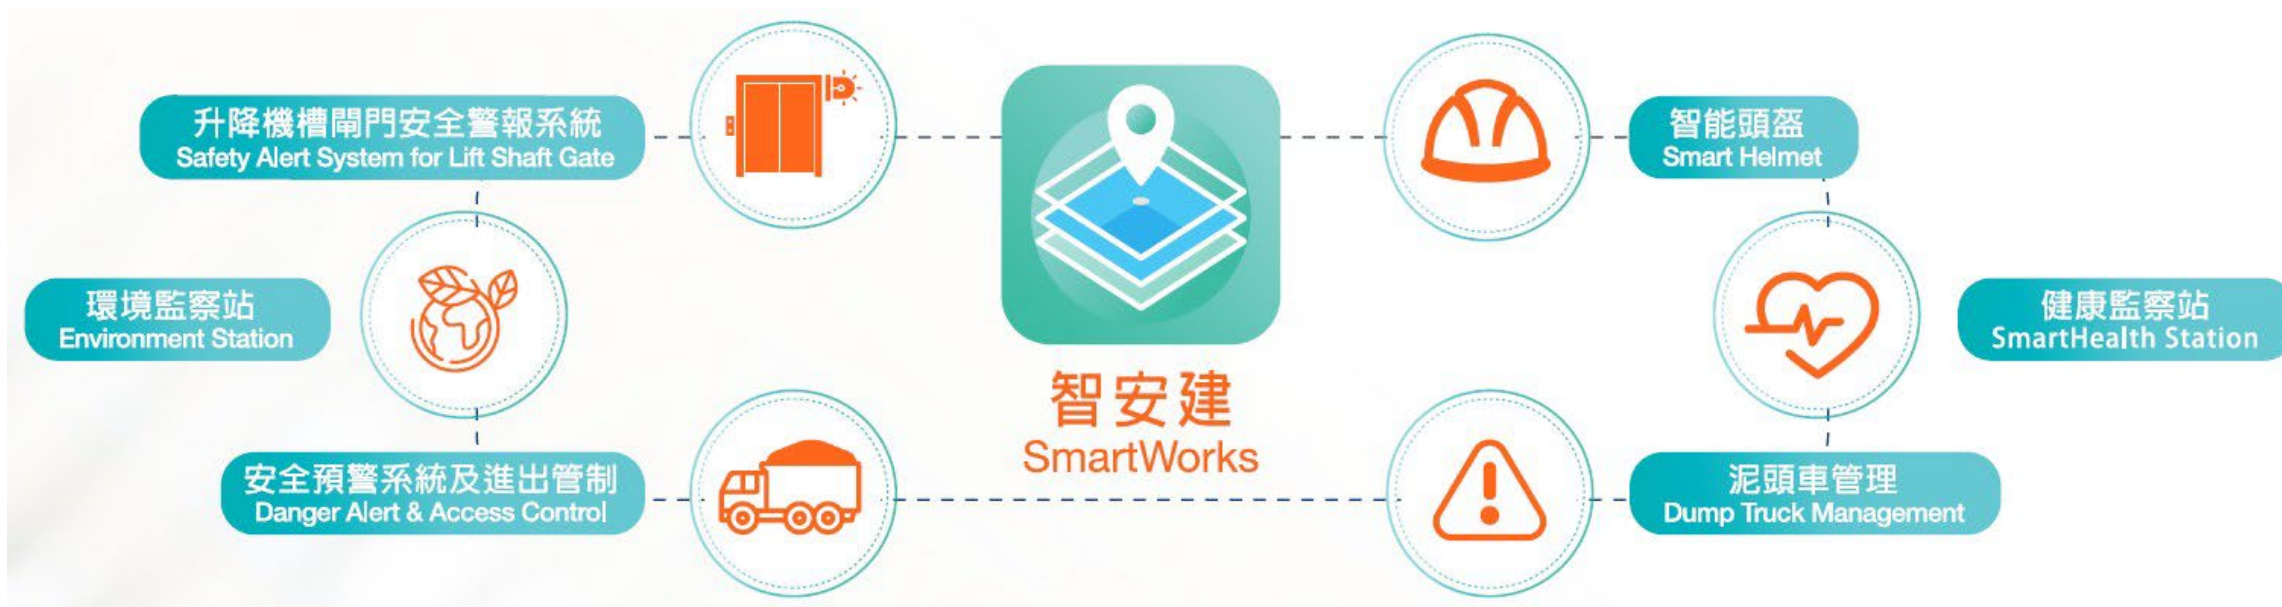 升降機槽閘門安全警報系統
Safety Alert System for Lift Shaft Gate
智能頭盔
Smart Helmet
環境監察站
Environment Station
健康監察站
SmartHealth Station
智安建
SmartWorks
安全預警系統及進出管制
Danger Alert & Access Control
泥頭車管理
Dump Truck Management